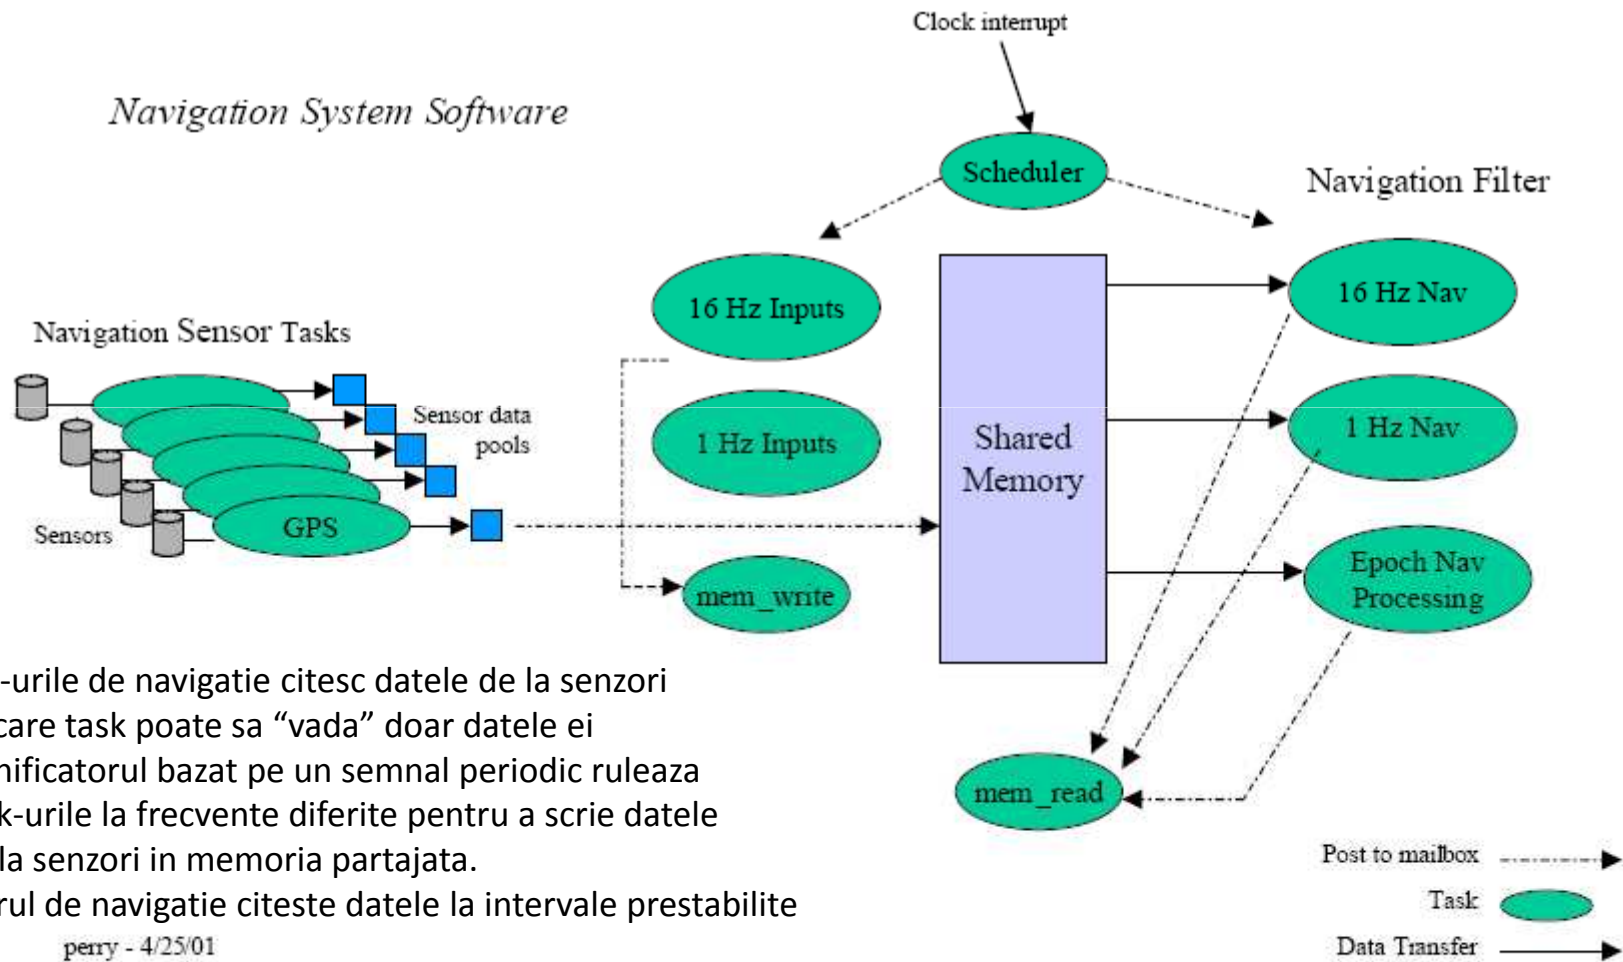 Clock interrupt
Navigation System Software
Scheduler
Navigation Filter
16 Hz Inputs
16 Hz Nav
Navigation Sensor Tasks
Sensor data
pools
1 Hz Inputs
Shared
Memory
1 Hz Nav
Sensors
GPS
mem_write
Epoch Nav
Processing
-urile de navigatie citesc datele de la senzori
care task poate sa “vada” doar datele ei
nificatorul bazat pe un semnal periodic ruleaza
k-urile la frecvente diferite pentru a scrie datele
la senzori in memoria partajata.
rul de navigatie citeste datele la intervale prestabilite
mem_read
Post to mailbox
Task
Data Transfer
perry - 4/25/01